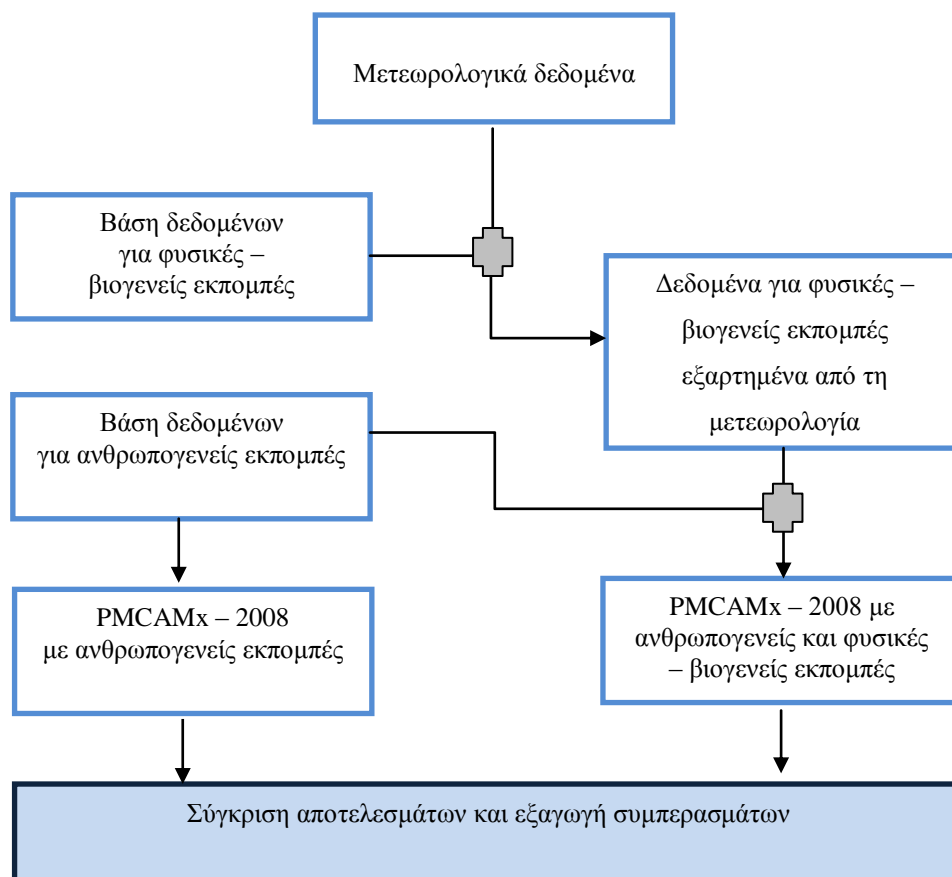 Μετεωρολογικά δεδομένα
Βάση δεδομένων
για φυσικές –
βιογενείς εκπομπές
Δεδομένα για φυσικές –
βιογενείς εκπομπές
εξαρτημένα από τη
μετεωρολογία
Βάση δεδομένων
για ανθρωπογενείς εκπομπές
PMCAMx – 2008
με ανθρωπογενείς εκπομπές
PMCAMx – 2008 με
ανθρωπογενείς και φυσικές
– βιογενείς εκπομπές
Σύγκριση αποτελεσμάτων και εξαγωγή συμπερασμάτων